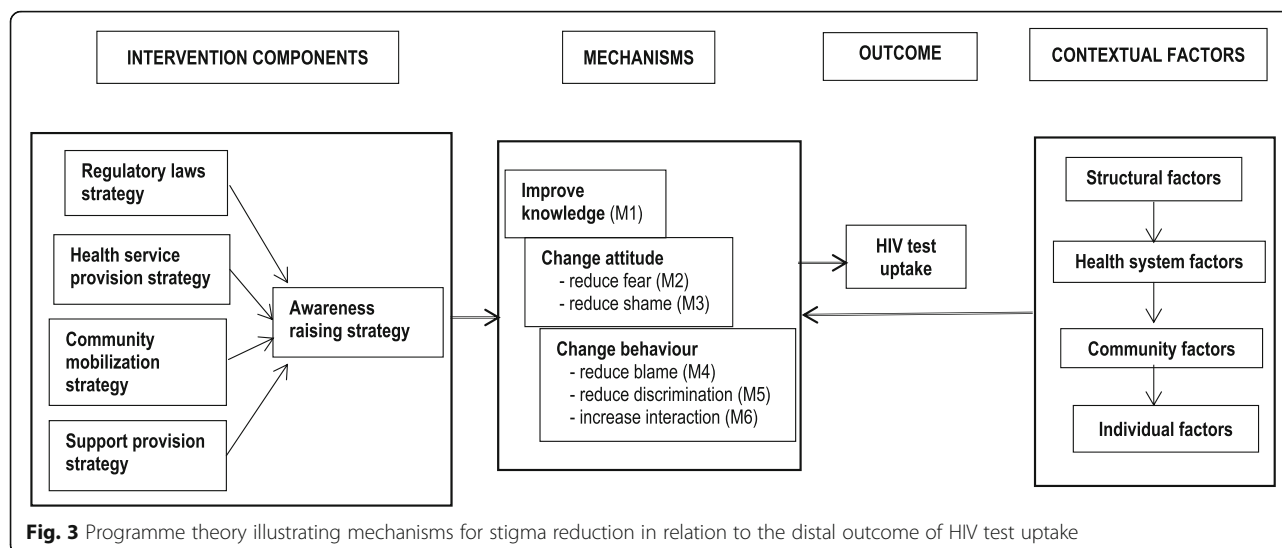 INTERVENTION COMPONENTS
MECHANISMS
OUTCOME
CONTEXTUAL FACTORS
Regulatory laws
strategy
Health service
provision strategy
Community
mobilization
strategy
Support provision
strategy
Awareness
raising strategy
Improve
knowledge (M1)
Change attitude
- reduce fear (M2)
- reduce shame (M3)
Change behaviour
- reduce blame (M4)
- reduce discrimination (M5)
- increase interaction (M6)
HIV test
uptake
Structural factors
Health system factors
Community factors
Individual factors
Fig. 3 Programme theory illustrating mechanisms for stigma reduction in relation to the distal outcome of HIV test uptake